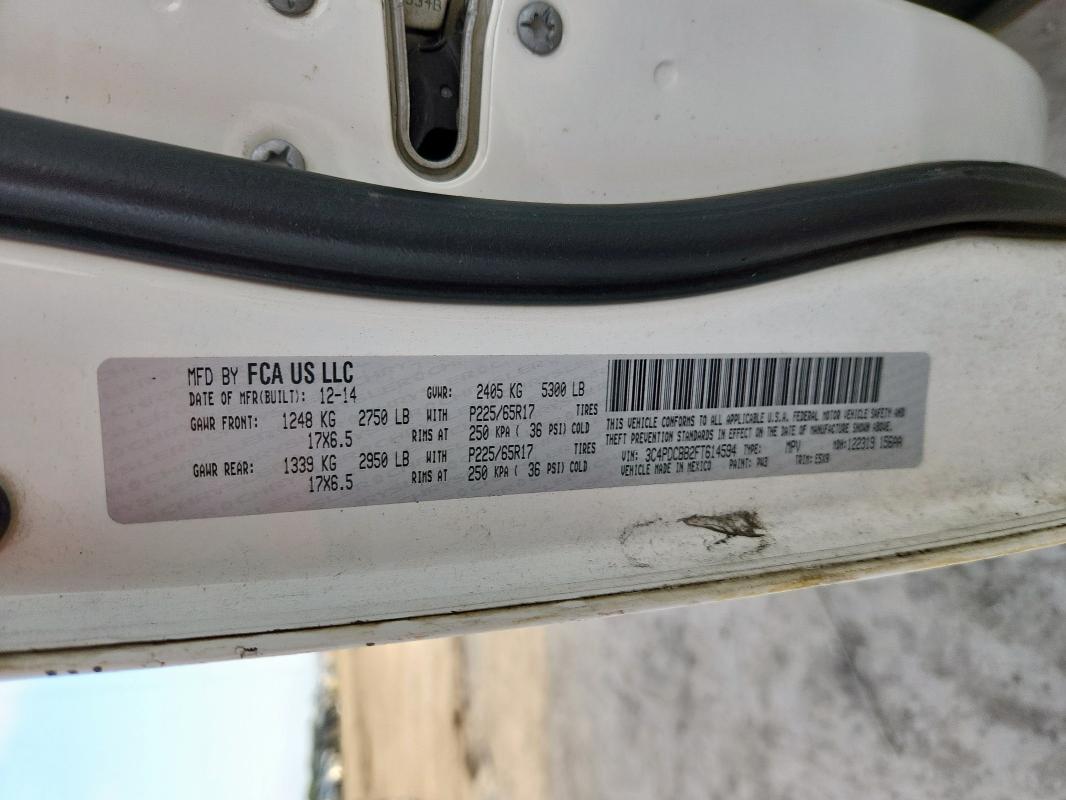 MFD BY FCA US LLC
DATE OF MFR(BUILT): 12-14 GVWR: 2405 KG 5300 LB
GAWR FRONT: 1248 KG 2750 LB WITH P225/65R17 TIRES
17X6.5 RIMS AT 250 KPA ( 36 PSI) COLD
GAWR REAR: 1339 KG 2950 LB WITH P225/65R17 TIRES
17X6.5 RIMS AT 250 KPA ( 36 PSI) COLD
THIS VEHICLE CONFORMS TO ALL APPLICABLE U.S.A. FEDERAL MOTOR VEHICLE SAFETY AND
THEFT PREVENTION STANDARDS IN EFFECT ON THE DATE OF MANUFACTURE SHOWN ABOVE.
VIN: 3C4PDCBB2FT614594 TYPE: MPV MDH: 122319 156AA
VEHICLE MADE IN MEXICO PAINT: PW3 TRIM: E5X9